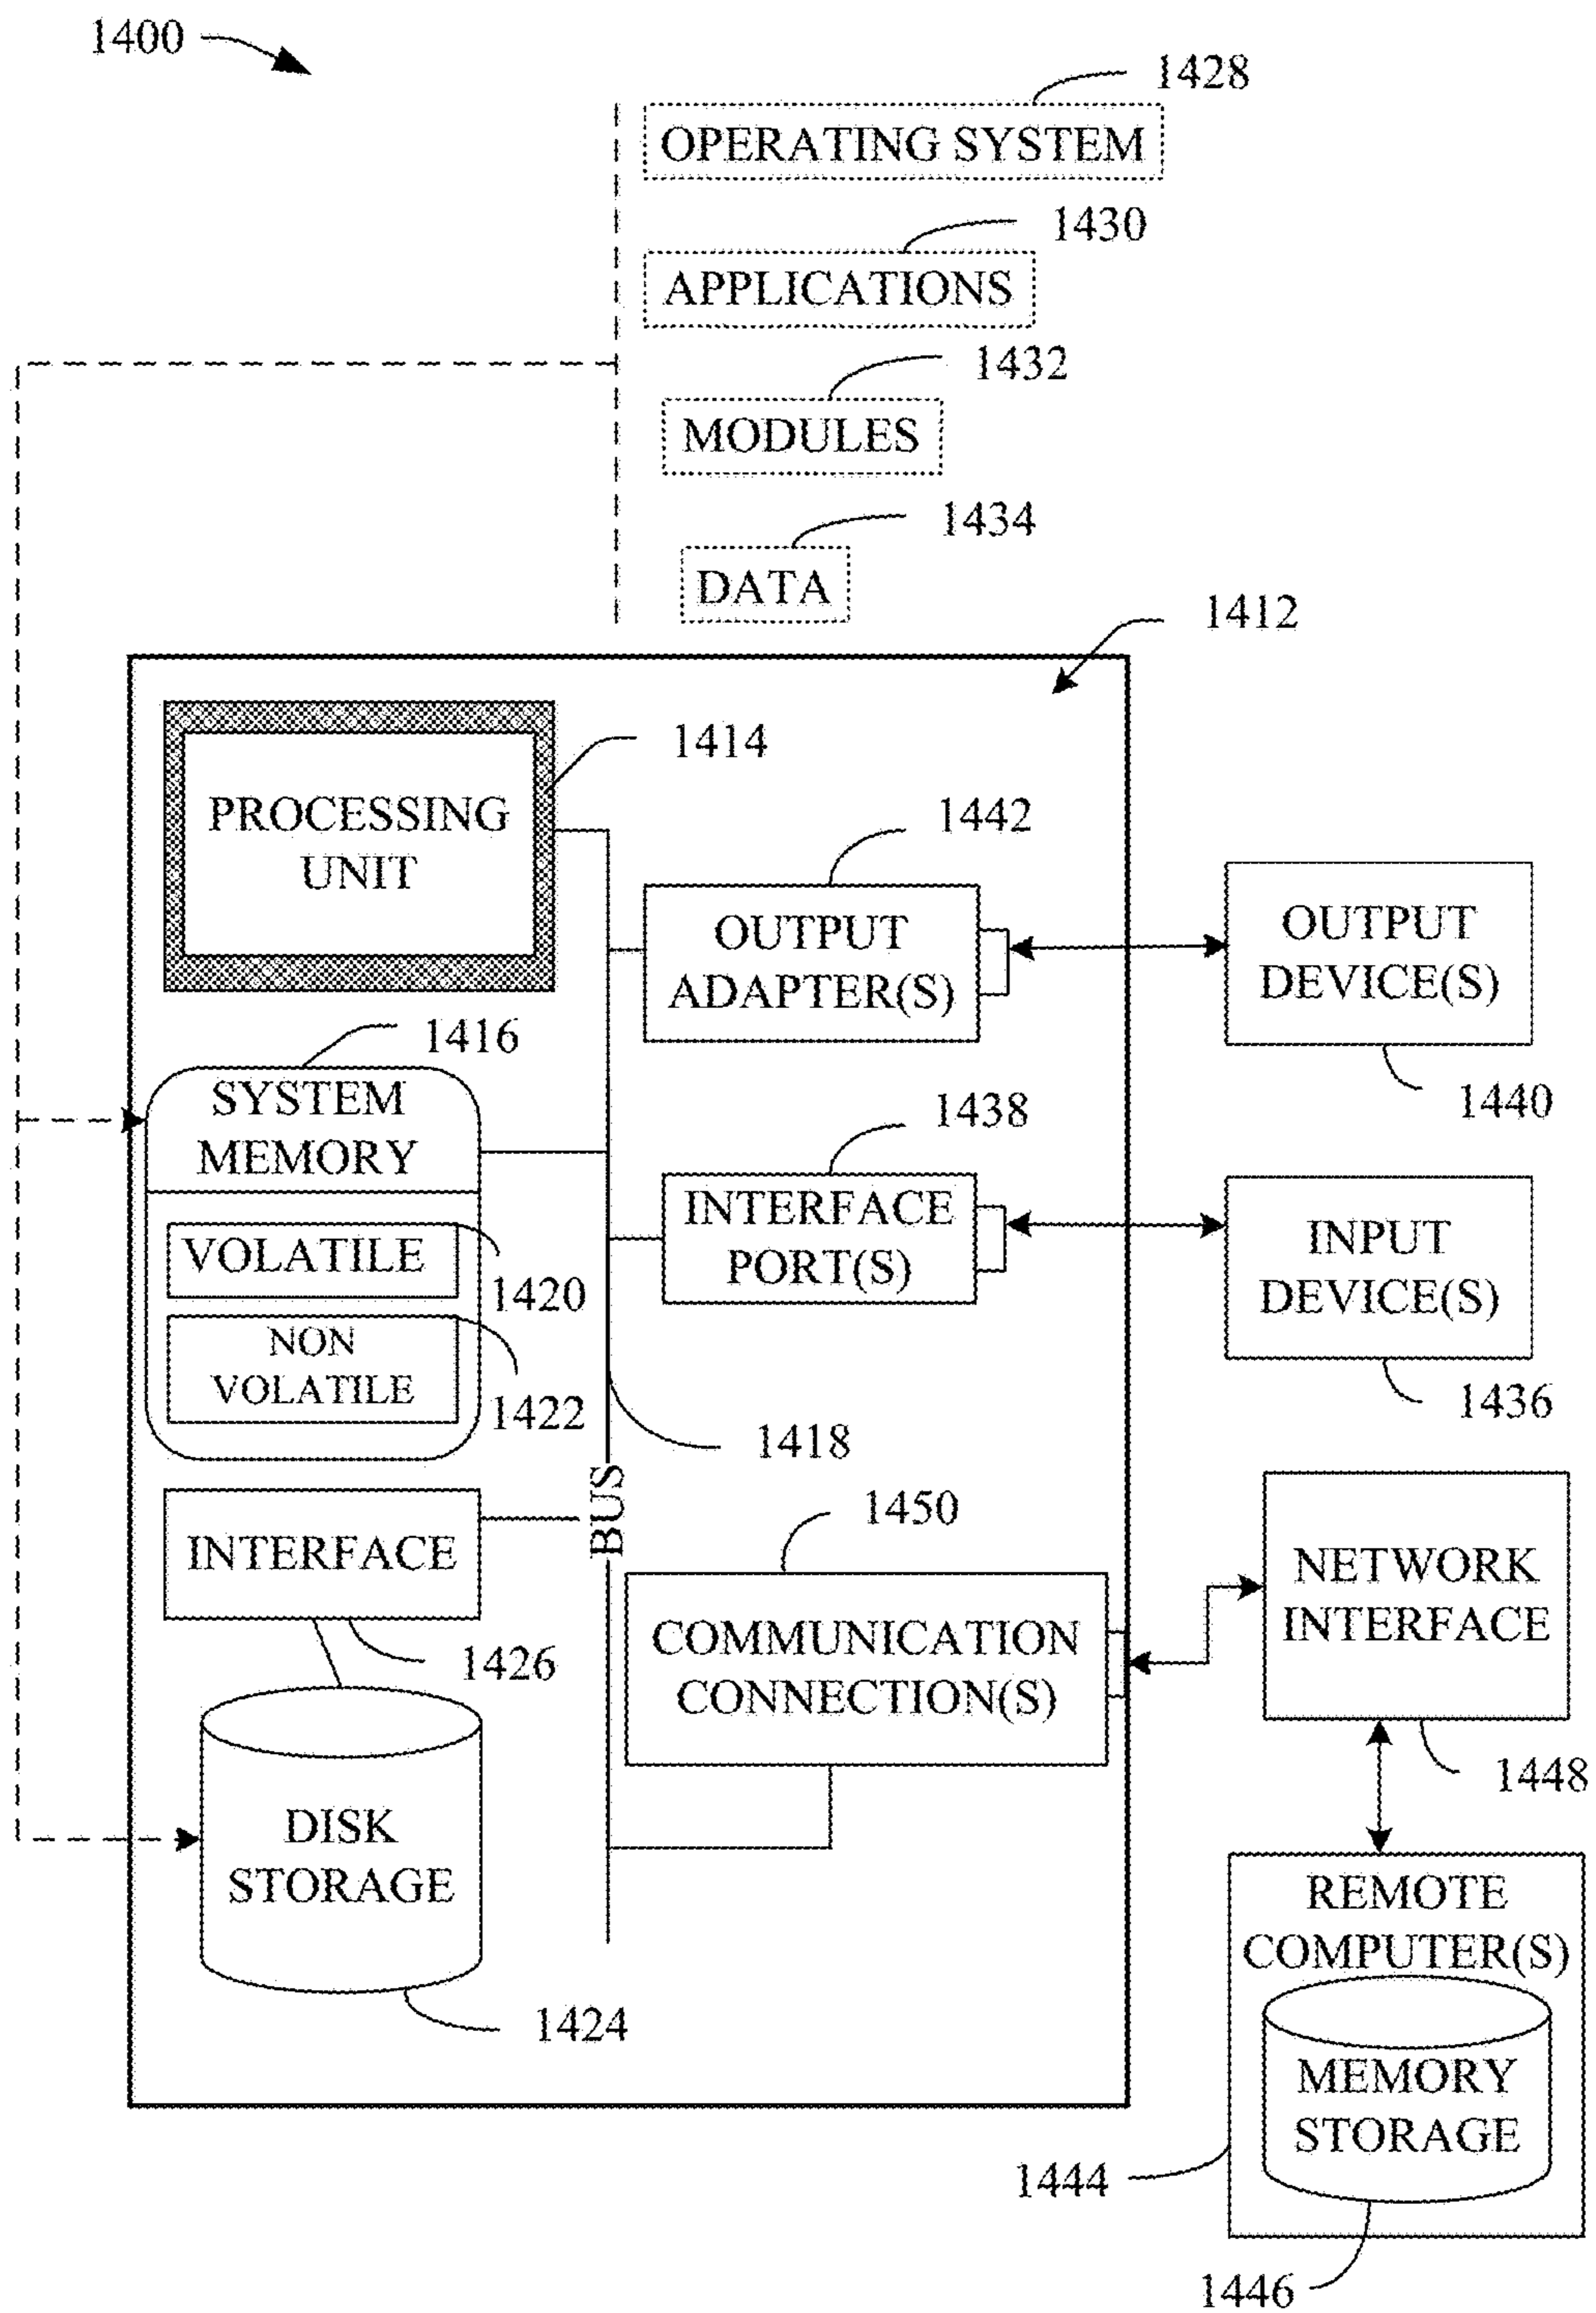 1400
1428
OPERATING SYSTEM
1430
APPLICATIONS
1432
MODULES
1434
DATA
1412
1414
PROCESSING
UNIT
1442
OUTPUT
ADAPTER(S)
OUTPUT
DEVICE(S)
1440
1416
SYSTEM
MEMORY
VOLATILE
1420
NON
VOLATILE
1422
1438
INTERFACE
PORT(S)
INPUT
DEVICE(S)
1436
1418
BUS
INTERFACE
1426
1450
COMMUNICATION
CONNECTION(S)
NETWORK
INTERFACE
1448
DISK
STORAGE
1424
REMOTE
COMPUTER(S)
MEMORY
STORAGE
1444
1446